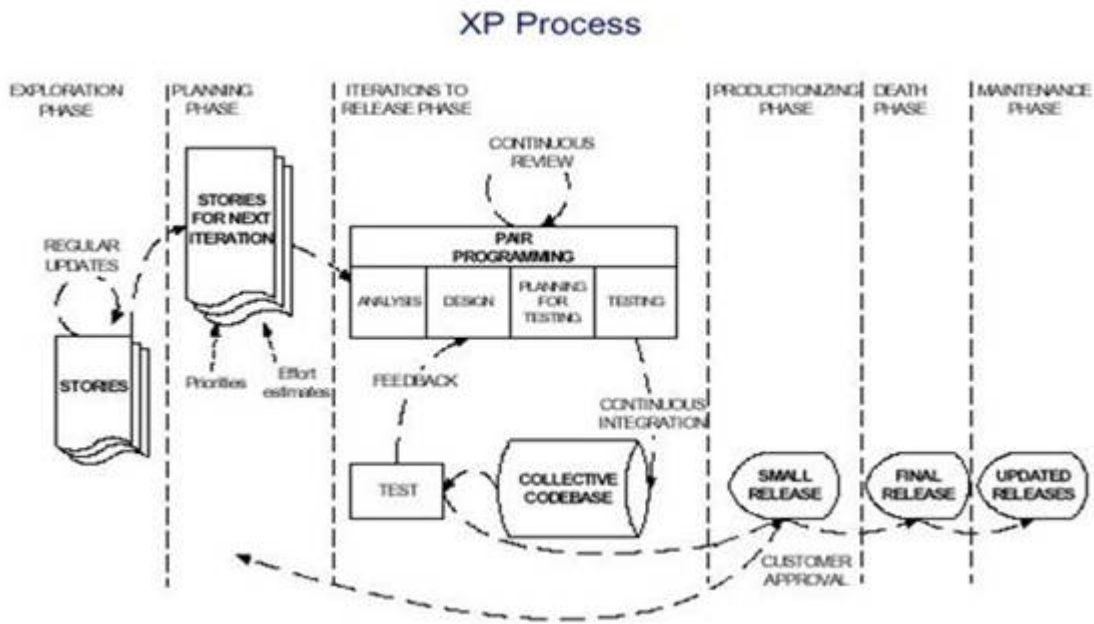 XP Process
EXPLORATION
PHASE
PLANNING
PHASE
ITERATIONS TO
RELEASE PHASE
PRODUCTIONIZING
PHASE
DEATH
PHASE
MAINTENANCE
PHASE
REGULAR
UPDATES
STORIES
STORIES
FOR NEXT
ITERATION
Priorities
Effort
estimates
CONTINUOUS
REVIEW
PAIR
PROGRAMMING
ANALYSIS
DESIGN
PLANNING
FOR
TESTING
TESTING
FEEDBACK
CONTINUOUS
INTEGRATION
TEST
COLLECTIVE
CODEBASE
SMALL
RELEASE
FINAL
RELEASE
UPDATED
RELEASES
CUSTOMER
APPROVAL